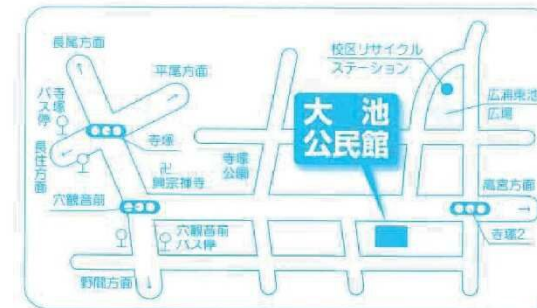 長尾方面
平尾方面
寺塚
バス停
長住方面
寺塚
卍
興宗禅寺
寺塚
公園
穴観音前
穴観音前
バス停
野間方面
大池
公民館
校区リサイクル
ステーション
広浦東池
広場
高宮方面
寺塚2